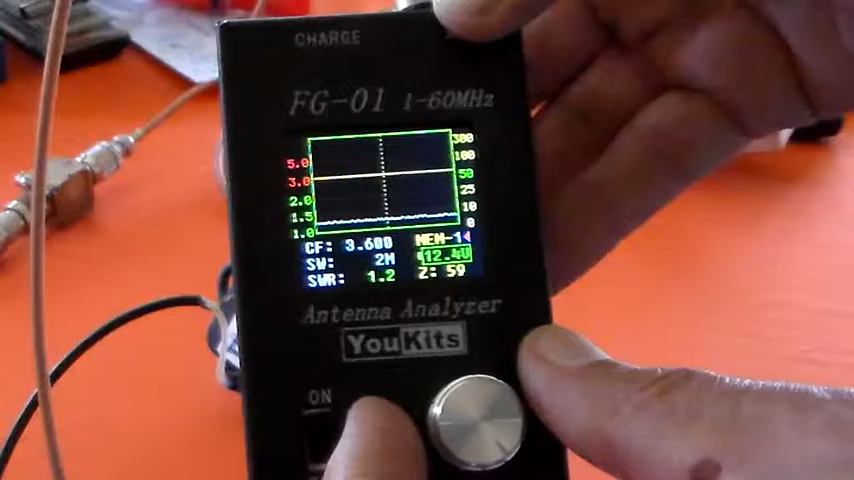 CHARGE
FG-01 1-60MHz
5.0 300
3.0 100
2.0 50
1.5 25
1.0 10
0
CF: 3.600 MEM-1
SW: 2M 12.4V
SWR: 1.2 Z: 59
Antenna Analyzer
YouKits
ON